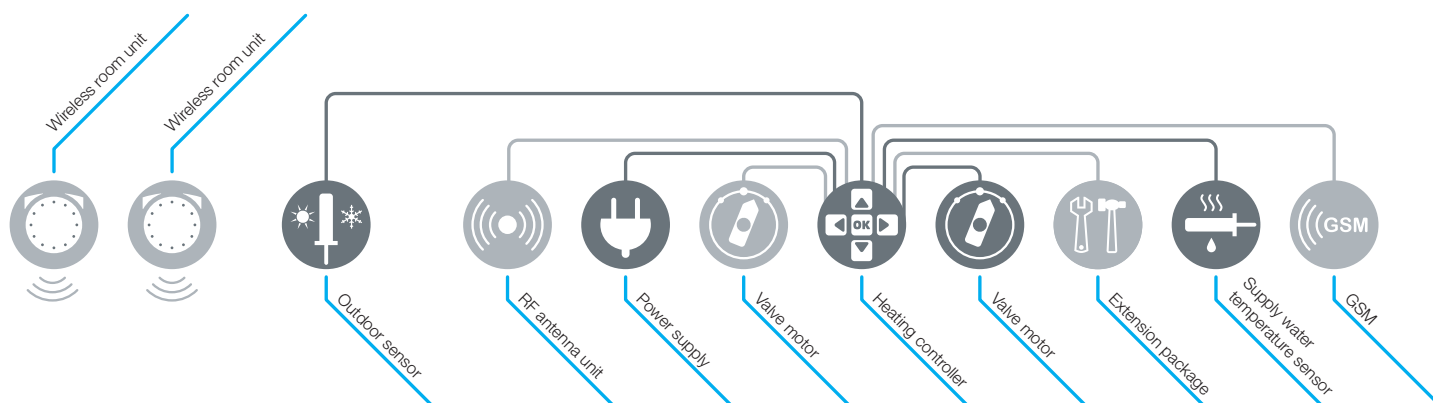 Wireless room unit
Wireless room unit
OK
GSM
Outdoor sensor
RF antenna unit
Power supply
Valve motor
Heating controller
Valve motor
Extension package
Supply water
temperature sensor
GSM